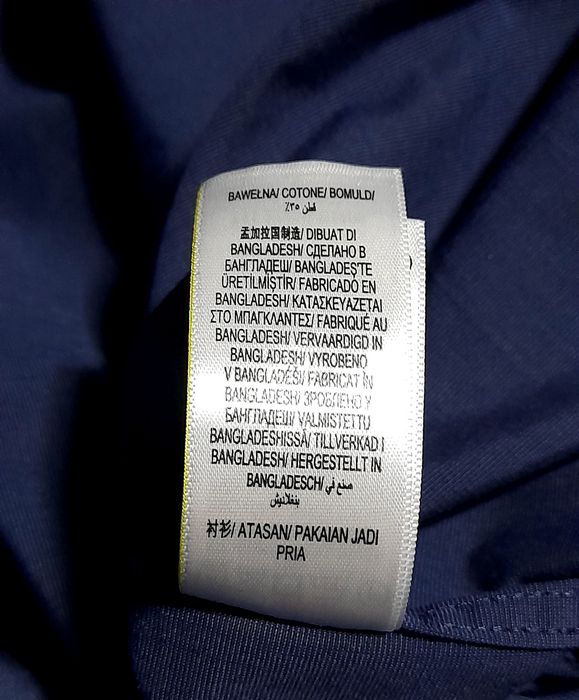 BAWEŁNA/ COTONE/ BOMULD/
قطن ٣٥٪
孟加拉国制造/ DIBUAT DI
BANGLADESH/ СДЕЛАНО В
БАНГЛАДЕШ/ BANGLADEŞ'TE
ÜRETİLMİŞTİR/ FABRICADO EN
BANGLADESH/ ΚΑΤΑΣΚΕΥΑΖΕΤΑΙ
ΣΤΟ ΜΠΑΓΚΛΑΝΤΕΣ/ FABRIQUÉ AU
BANGLADESH/ VERVAARDIGD IN
BANGLADESH/ VYROBENO
V BANGLADÉŠI/ FABRICAT ÎN
BANGLADESH/ ЗРОБЛЕНО У
БАНГЛАДЕШ/ VALMISTETTU
BANGLADESHISSA/ TILLVERKAD I
BANGLADESH/ HERGESTELLT IN
BANGLADESCH/ صنع في
بنغلاديش
衬衫/ ATASAN/ PAKAIAN JADI
PRIA